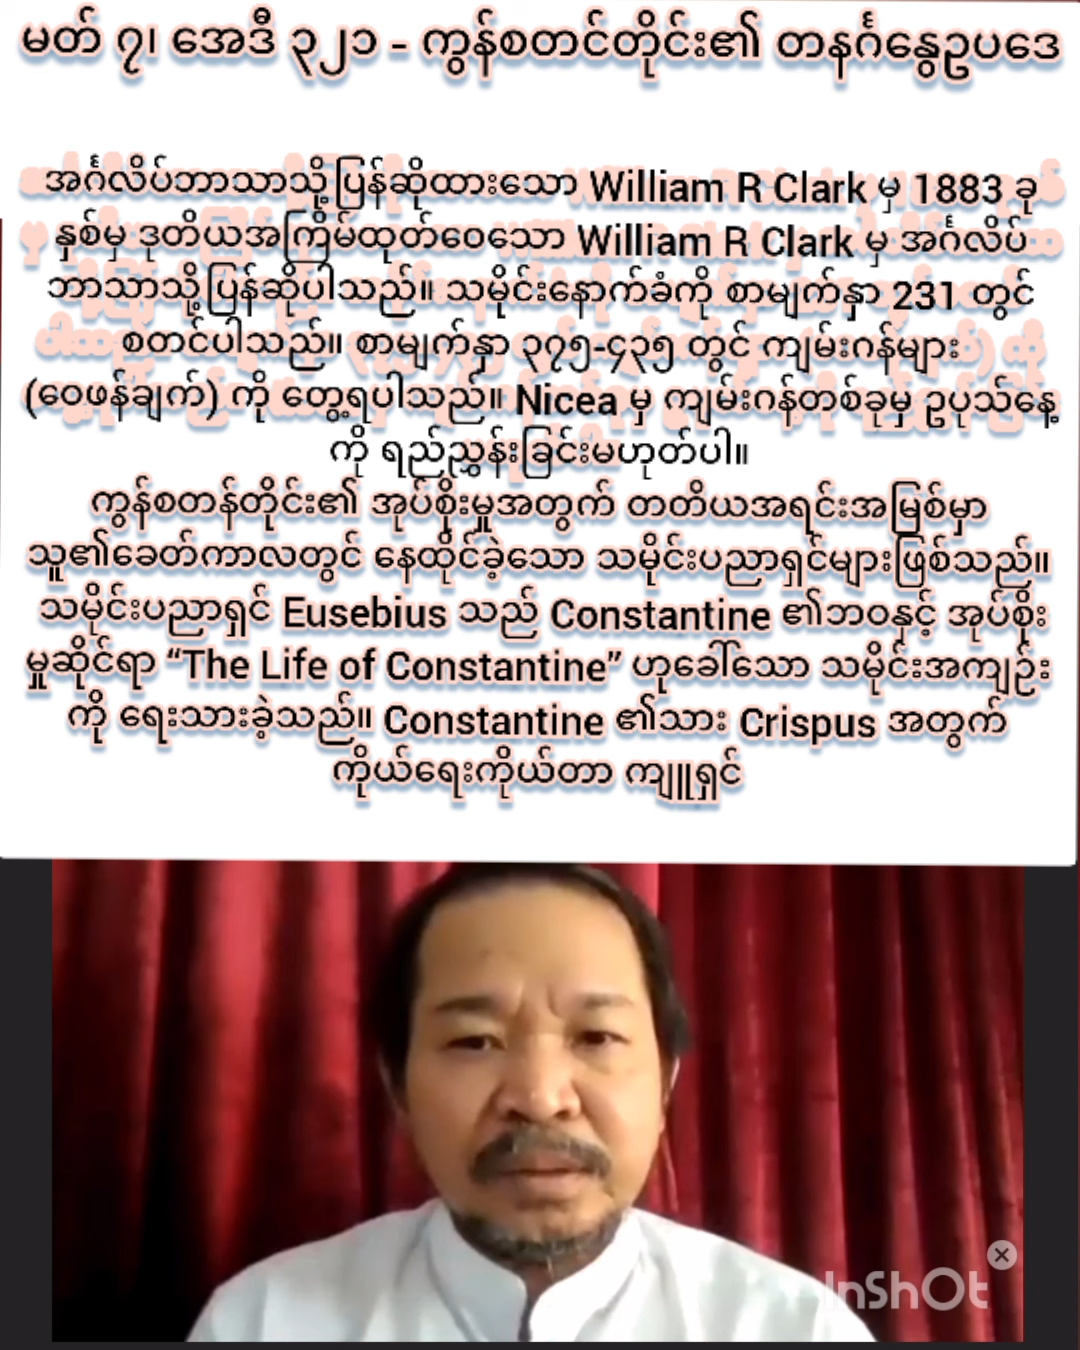 မတ် ၇၊ အေဒီ ၃၂၁ - ကွန်စတင်တိုင်း၏ တနင်္ဂနွေဥပဒေ
အင်္ဂလိပ်ဘာသာသို့ပြန်ဆိုထားသော William R Clark မှ 1883 ခု
နှစ်မှ ဒုတိယအကြိမ်ထုတ်ဝေသော William R Clark မှ အင်္ဂလိပ်
ဘာသာသို့ပြန်ဆိုပါသည်။ သမိုင်းနောက်ခံကို စာမျက်နှာ 231 တွင်
စတင်ပါသည်။ စာမျက်နှာ ၃၇၅-၄၃၅ တွင် ကျမ်းဂန်များ
(ဝေဖန်ချက်) ကို တွေ့ရပါသည်။ Nicea မှ ကျမ်းဂန်တစ်ခုမှ ဥပုသ်နေ့
ကို ရည်ညွှန်းခြင်းမဟုတ်ပါ။
ကွန်စတန်တိုင်း၏ အုပ်စိုးမှုအတွက် တတိယအရင်းအမြစ်မှာ
သူ၏ခေတ်ကာလတွင် နေထိုင်ခဲ့သော သမိုင်းပညာရှင်များဖြစ်သည်။
သမိုင်းပညာရှင် Eusebius သည် Constantine ၏ဘဝနှင့် အုပ်စိုး
မှုဆိုင်ရာ “The Life of Constantine” ဟုခေါ်သော သမိုင်းအကျဉ်း
ကို ရေးသားခဲ့သည်။ Constantine ၏သား Crispus အတွက်
ကိုယ်ရေးကိုယ်တာ ကျူရှင်
InShOt